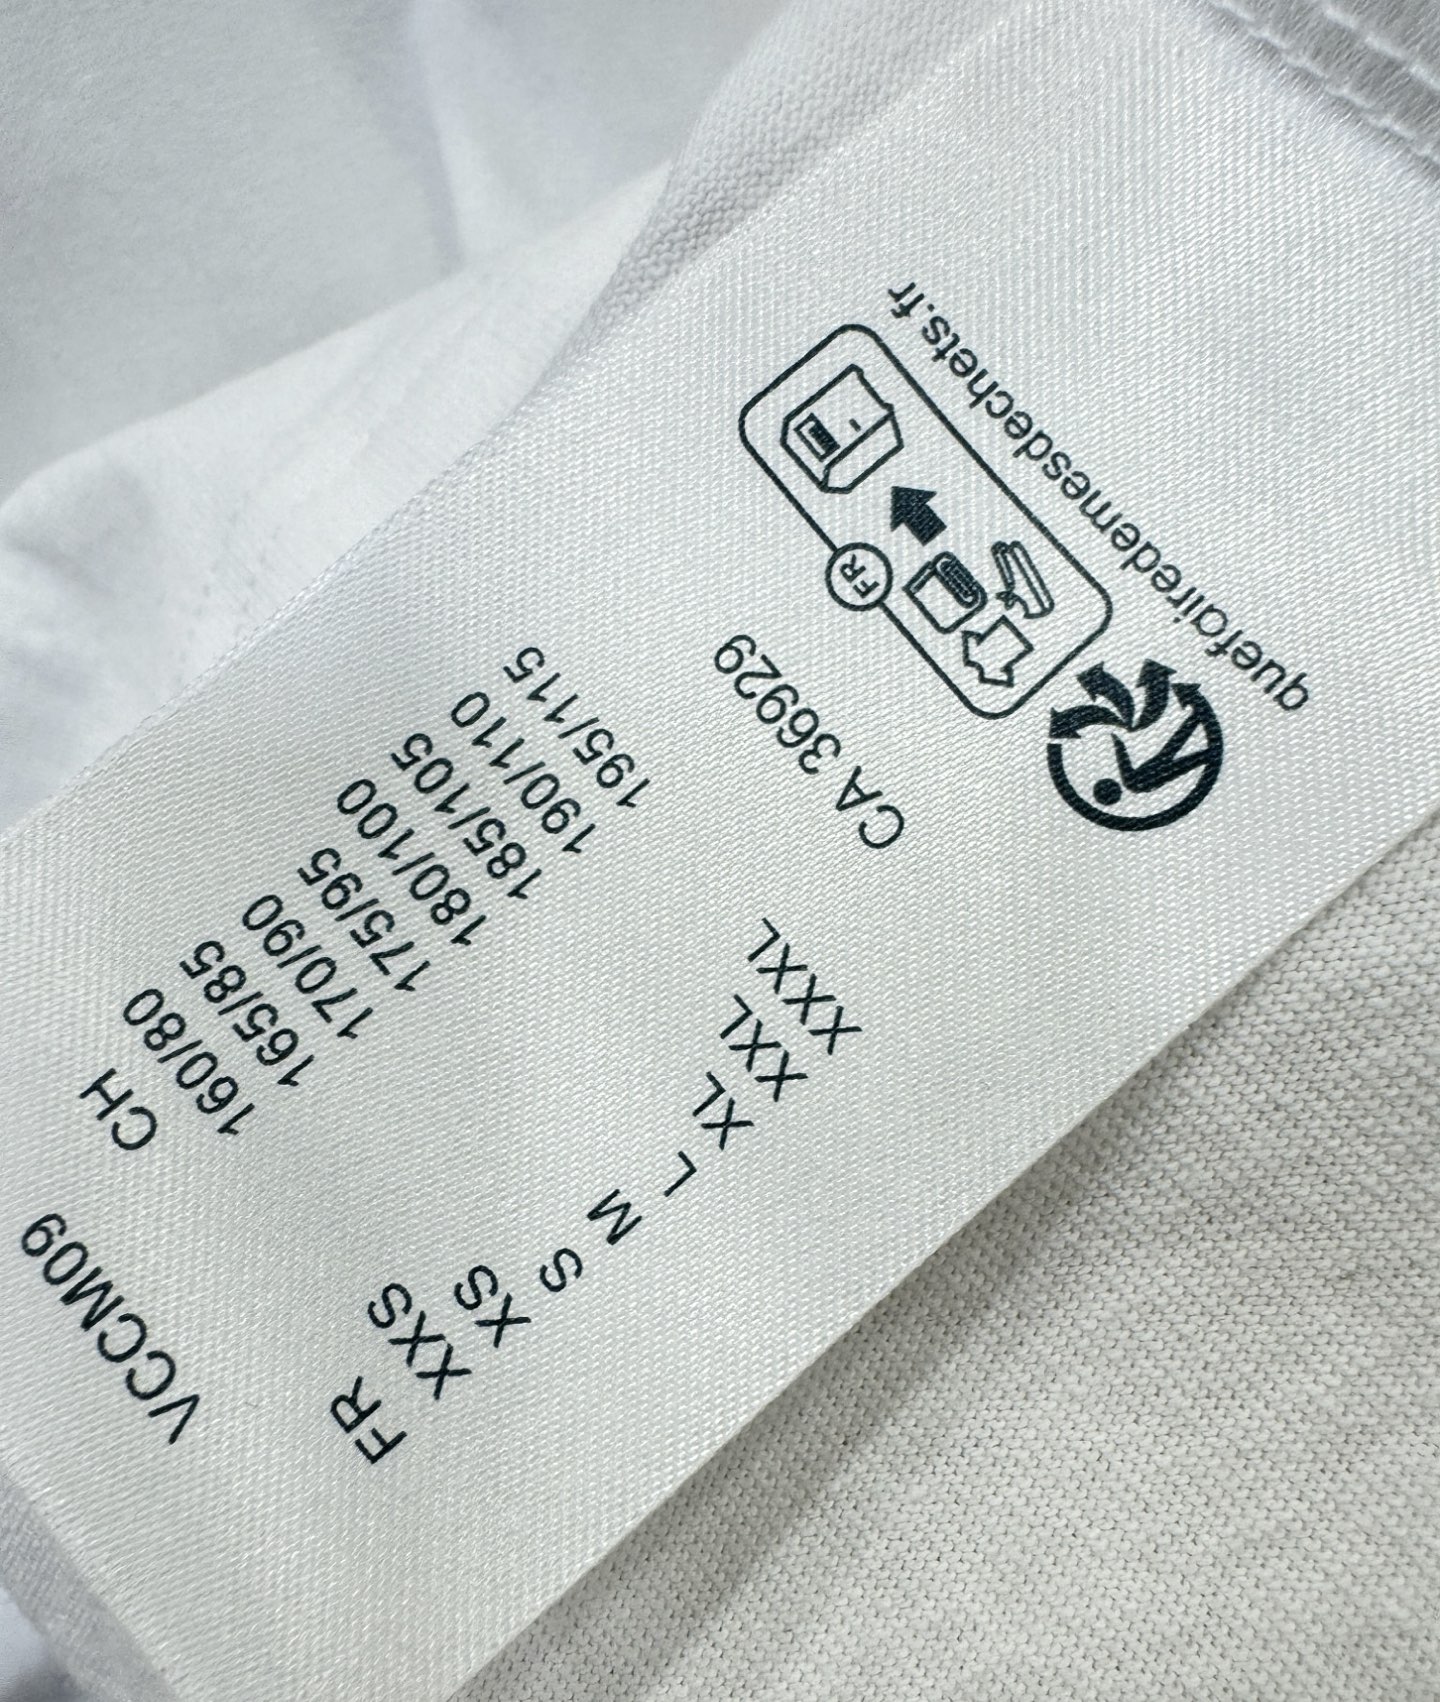 VCCM09
FR CH
XXS 160/80
XS 165/85
S 170/90
M 175/95
L 180/100
XL 185/105
XXL 190/110
XXXL 195/115
CA 36929
FR
quefairedemesdechets.fr